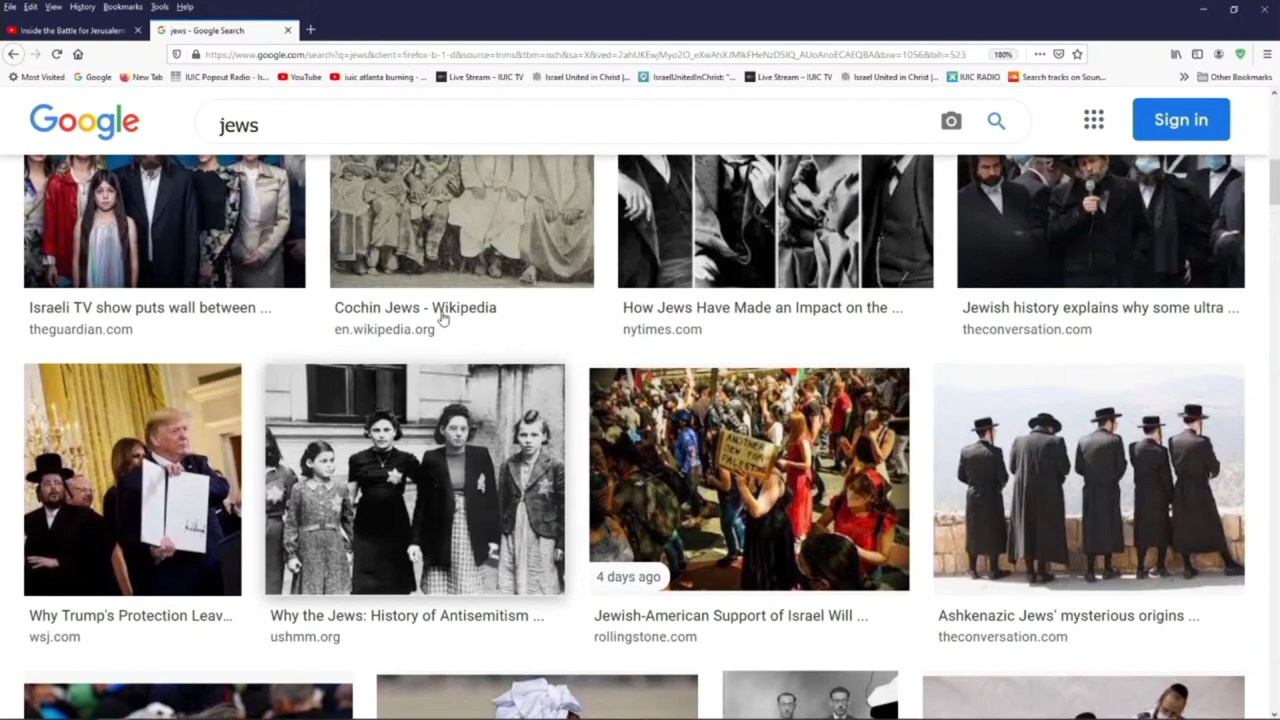 File Edit View History Bookmarks Tools Help
Inside the Battle for Jerusalem
jews - Google Search
180%
Most Visited Google New Tab IUIC Popout Radio - Is... YouTube iuic atlanta burning - ... Live Stream – IUIC TV Israel United in Christ |... IsraelUnitedinChrist: "... Live Stream – IUIC TV Israel United in Christ |... IUIC RADIO Search tracks on Soun... Other Bookmarks
Google
jews
Sign in
Israeli TV show puts wall between ...
theguardian.com
Cochin Jews - Wikipedia
en.wikipedia.org
How Jews Have Made an Impact on the ...
nytimes.com
Jewish history explains why some ultra ...
theconversation.com
ANOTHER
JEW FOR
PALESTINE
4 days ago
Why Trump's Protection Leav...
wsj.com
Why the Jews: History of Antisemitism ...
ushmm.org
Jewish-American Support of Israel Will ...
rollingstone.com
Ashkenazic Jews' mysterious origins ...
theconversation.com